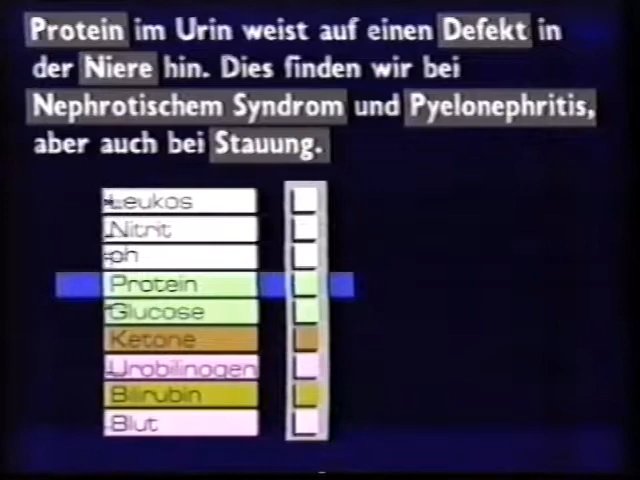 Protein im Urin weist auf einen Defekt in
der Niere hin. Dies finden wir bei
Nephrotischem Syndrom und Pyelonephritis,
aber auch bei Stauung.
Leukos
Nitrit
ph
Protein
Glucose
Ketone
Urobilinogen
Bilirubin
Blut